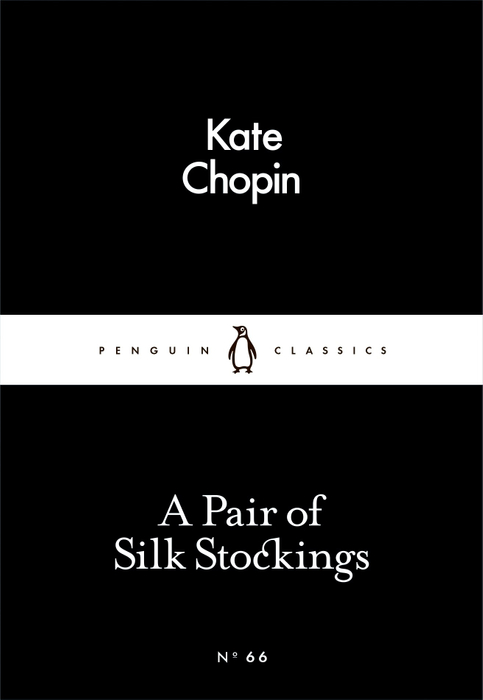 Kate
Chopin
PENGUIN CLASSICS
A Pair of
Silk Stockings
Nº 66